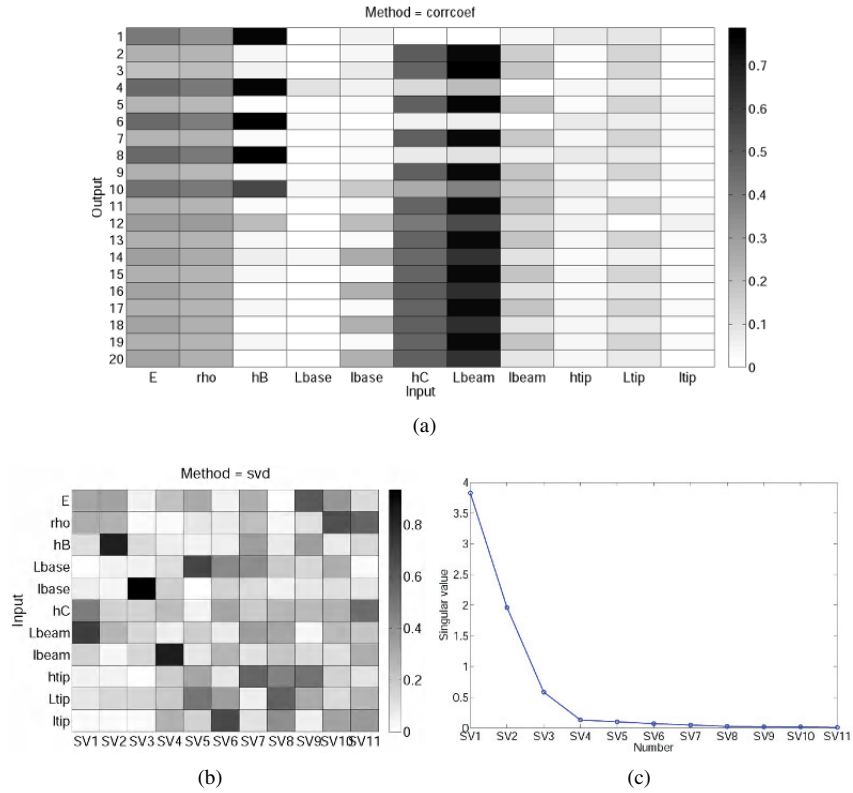 Method = corrcoef
1
2
3
4
5
6
7
8
9
10
11
12
13
14
15
16
17
18
19
20
Output
E rho hB Lbase Ibase hC Lbeam Ibeam htip Ltip Itip
Input
0.7
0.6
0.5
0.4
0.3
0.2
0.1
0
(a)
Method = svd
E
rho
hB
Lbase
Ibase
hC
Lbeam
Ibeam
htip
Ltip
Itip
Input
SV1 SV2 SV3 SV4 SV5 SV6 SV7 SV8 SV9 SV10 SV11
0.8
0.6
0.4
0.2
0
(b)
4
3.5
3
2.5
2
1.5
1
0.5
0
Singular value
SV1 SV2 SV3 SV4 SV5 SV6 SV7 SV8 SV9 SV10 SV11
Number
(c)